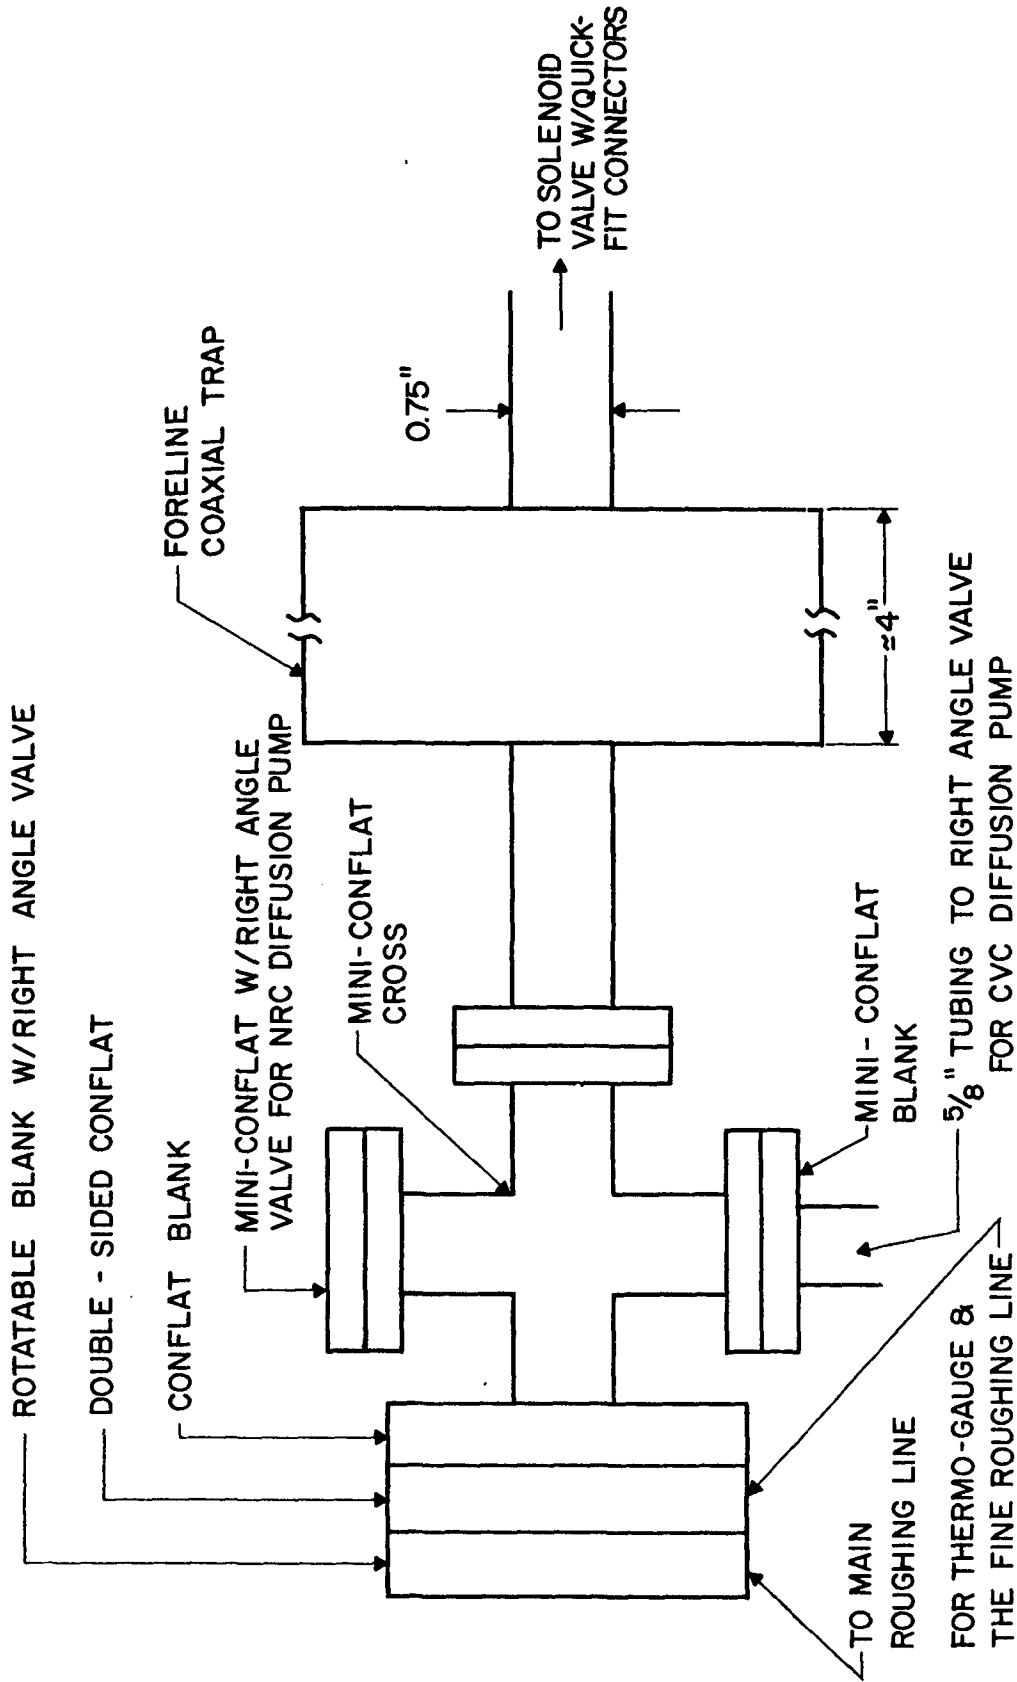 ROTATABLE BLANK W/RIGHT ANGLE VALVE
DOUBLE - SIDED CONFLAT
CONFLAT BLANK
MINI-CONFLAT W/RIGHT ANGLE
VALVE FOR NRC DIFFUSION PUMP
MINI-CONFLAT
CROSS
FORELINE
COAXIAL TRAP
0.75"
TO SOLENOID
VALVE W/QUICK-
FIT CONNECTORS
≃4"
MINI- CONFLAT
BLANK
5/8" TUBING TO RIGHT ANGLE VALVE
FOR CVC DIFFUSION PUMP
TO MAIN
ROUGHING LINE
FOR THERMO-GAUGE &
THE FINE ROUGHING LINE